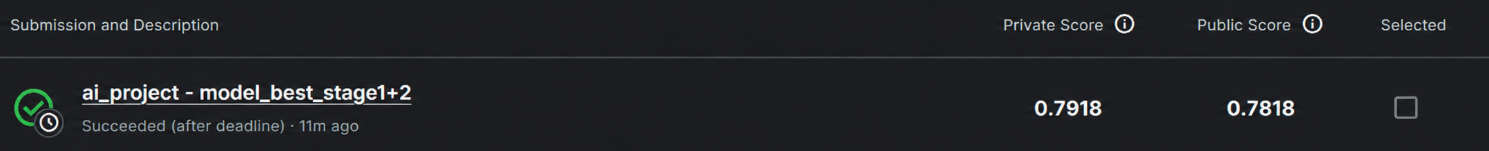 Submission and Description Private Score Public Score Selected
ai_project - model_best_stage1+2
Succeeded (after deadline) · 11m ago
0.7918 0.7818